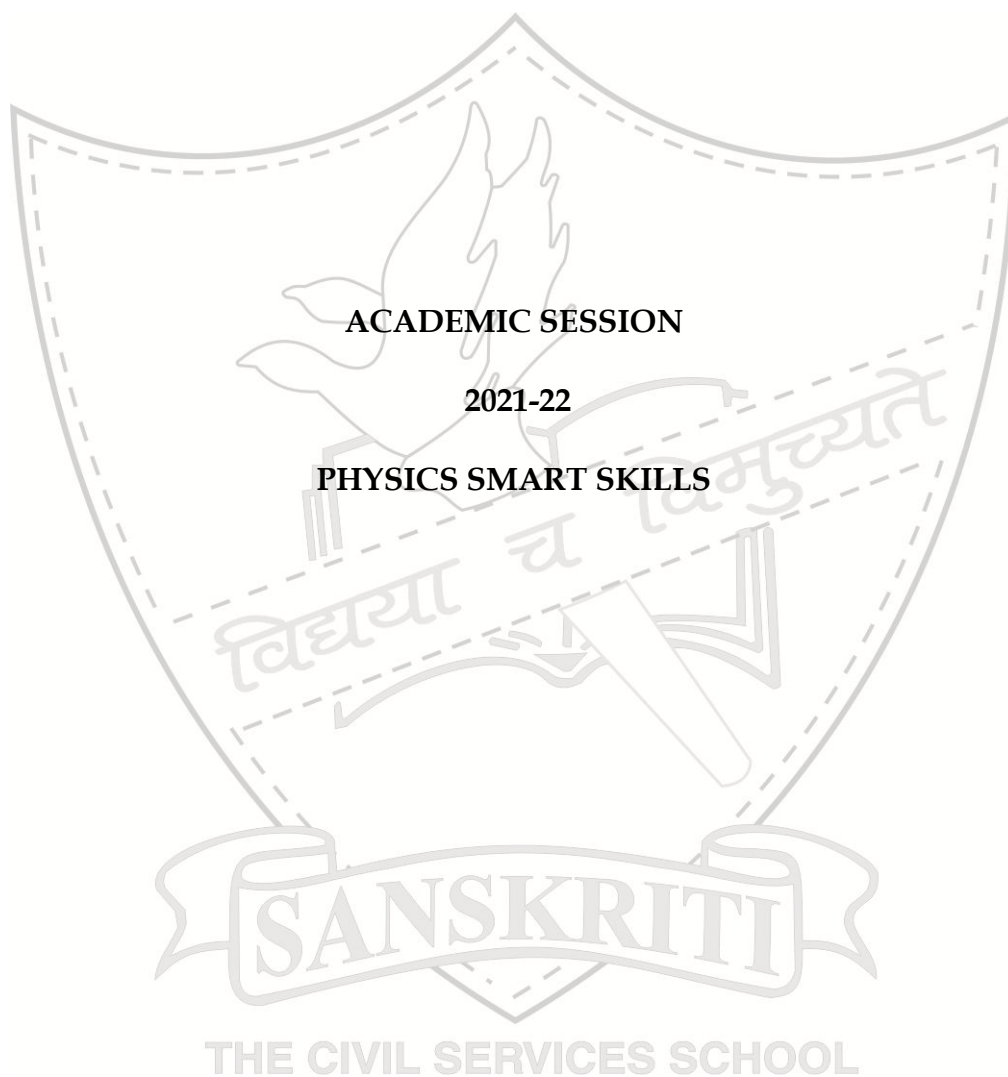 ACADEMIC SESSION
2021-22
PHYSICS SMART SKILLS
विद्यया च विमुच्यते
SANSKRITI
THE CIVIL SERVICES SCHOOL